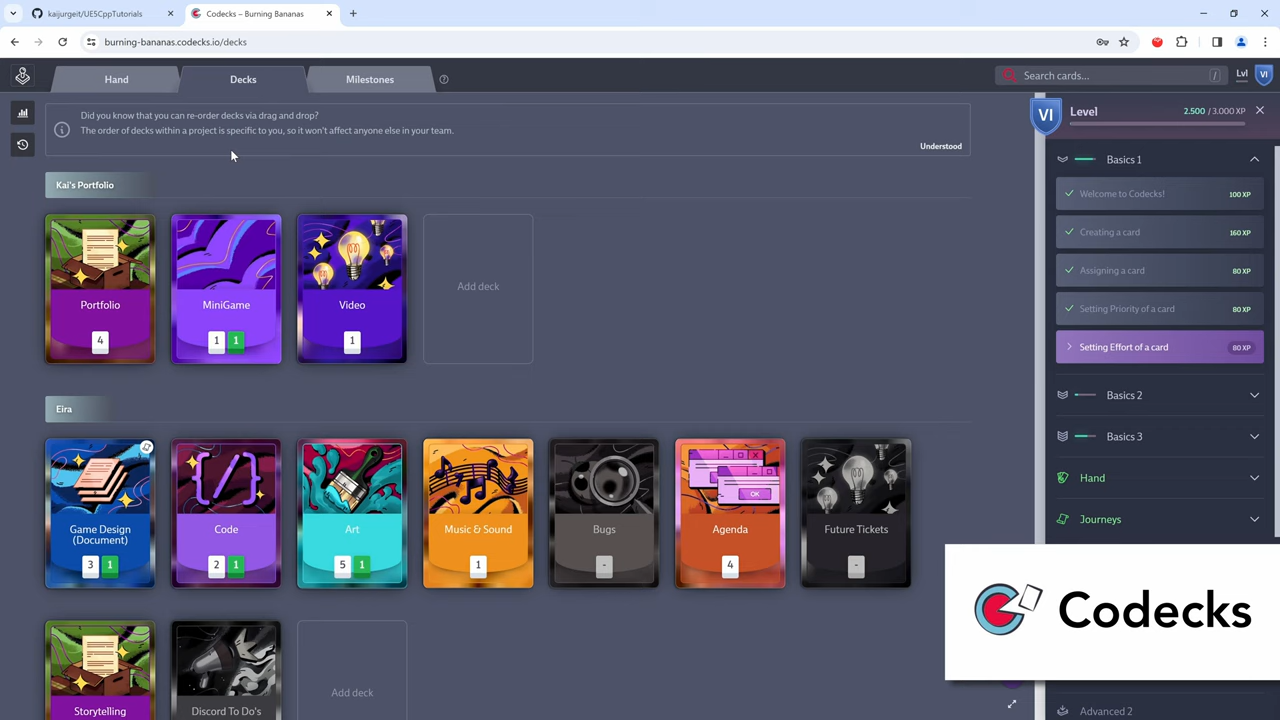 kaijurgeit/UE5CppTutorials
Codecks – Burning Bananas
burning-bananas.codecks.io/decks
Hand
Decks
Milestones
Search cards...
/
Lvl
VI
Did you know that you can re-order decks via drag and drop?
The order of decks within a project is specific to you, so it won't affect anyone else in your team.
Understood
VI
Level
2.500 / 3.000 XP
Basics 1
Welcome to Codecks!
100 XP
Creating a card
160 XP
Assigning a card
80 XP
Setting Priority of a card
80 XP
Setting Effort of a card
80 XP
Basics 2
Basics 3
Hand
Journeys
Advanced 2
Kai's Portfolio
Portfolio
4
MiniGame
1 1
Video
1
Add deck
Eira
Game Design
(Document)
3 1
Code
2 1
Art
5 1
Music & Sound
1
Bugs
-
OK
Agenda
4
Future Tickets
-
Storytelling
Discord To Do's
Add deck
Codecks